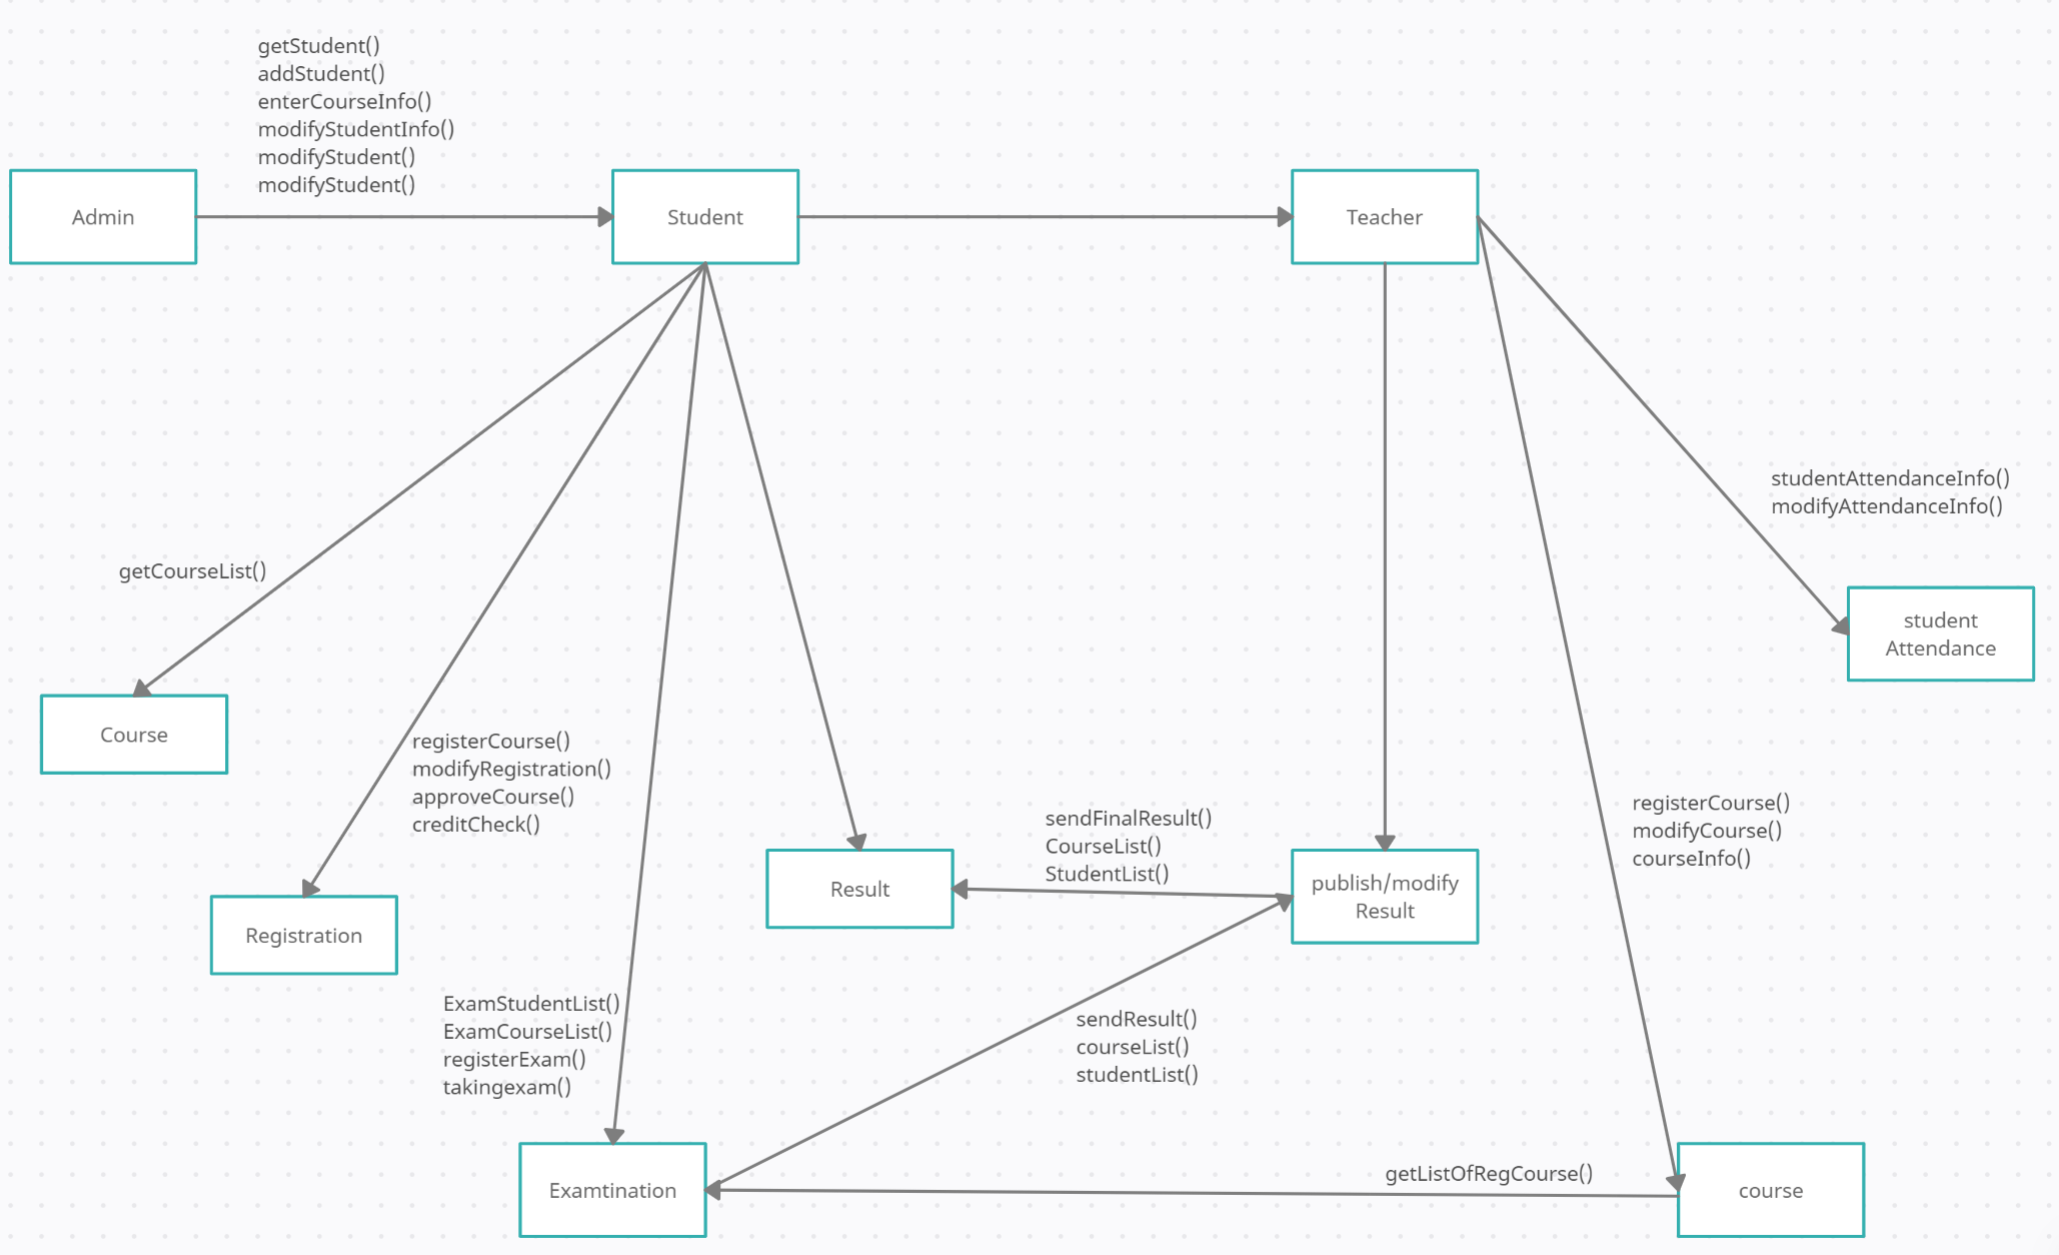 getStudent()
addStudent()
enterCourseInfo()
modifyStudentInfo()
modifyStudent()
modifyStudent()
Admin
Student
Teacher
studentAttendanceInfo()
modifyAttendanceInfo()
getCourseList()
student
Attendance
Course
registerCourse()
modifyRegistration()
approveCourse()
creditCheck()
sendFinalResult()
CourseList()
StudentList()
registerCourse()
modifyCourse()
courseInfo()
Result
publish/modify
Result
Registration
ExamStudentList()
ExamCourseList()
registerExam()
takingexam()
sendResult()
courseList()
studentList()
getListOfRegCourse()
Examtination
course